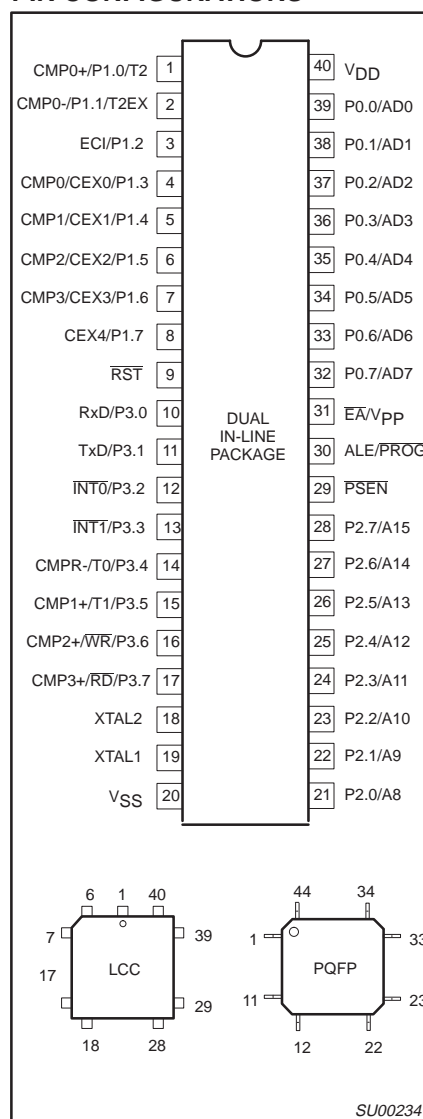 CMP0+/P1.0/T2 1 40 VDD
CMP0-/P1.1/T2EX 2 39 P0.0/AD0
ECI/P1.2 3 38 P0.1/AD1
CMP0/CEX0/P1.3 4 37 P0.2/AD2
CMP1/CEX1/P1.4 5 36 P0.3/AD3
CMP2/CEX2/P1.5 6 35 P0.4/AD4
CMP3/CEX3/P1.6 7 34 P0.5/AD5
CEX4/P1.7 8 33 P0.6/AD6
RST 9 32 P0.7/AD7
RxD/P3.0 10 31 EA/VPP
TxD/P3.1 11 30 ALE/PROG
INT0/P3.2 12 29 PSEN
INT1/P3.3 13 28 P2.7/A15
CMPR-/T0/P3.4 14 27 P2.6/A14
CMP1+/T1/P3.5 15 26 P2.5/A13
CMP2+/WR/P3.6 16 25 P2.4/A12
CMP3+/RD/P3.7 17 24 P2.3/A11
XTAL2 18 23 P2.2/A10
XTAL1 19 22 P2.1/A9
VSS 20 21 P2.0/A8
DUAL
IN-LINE
PACKAGE
6 1 40
7 39
17 LCC
29
18 28
44 34
1 33
PQFP
11 23
12 22
SU00234